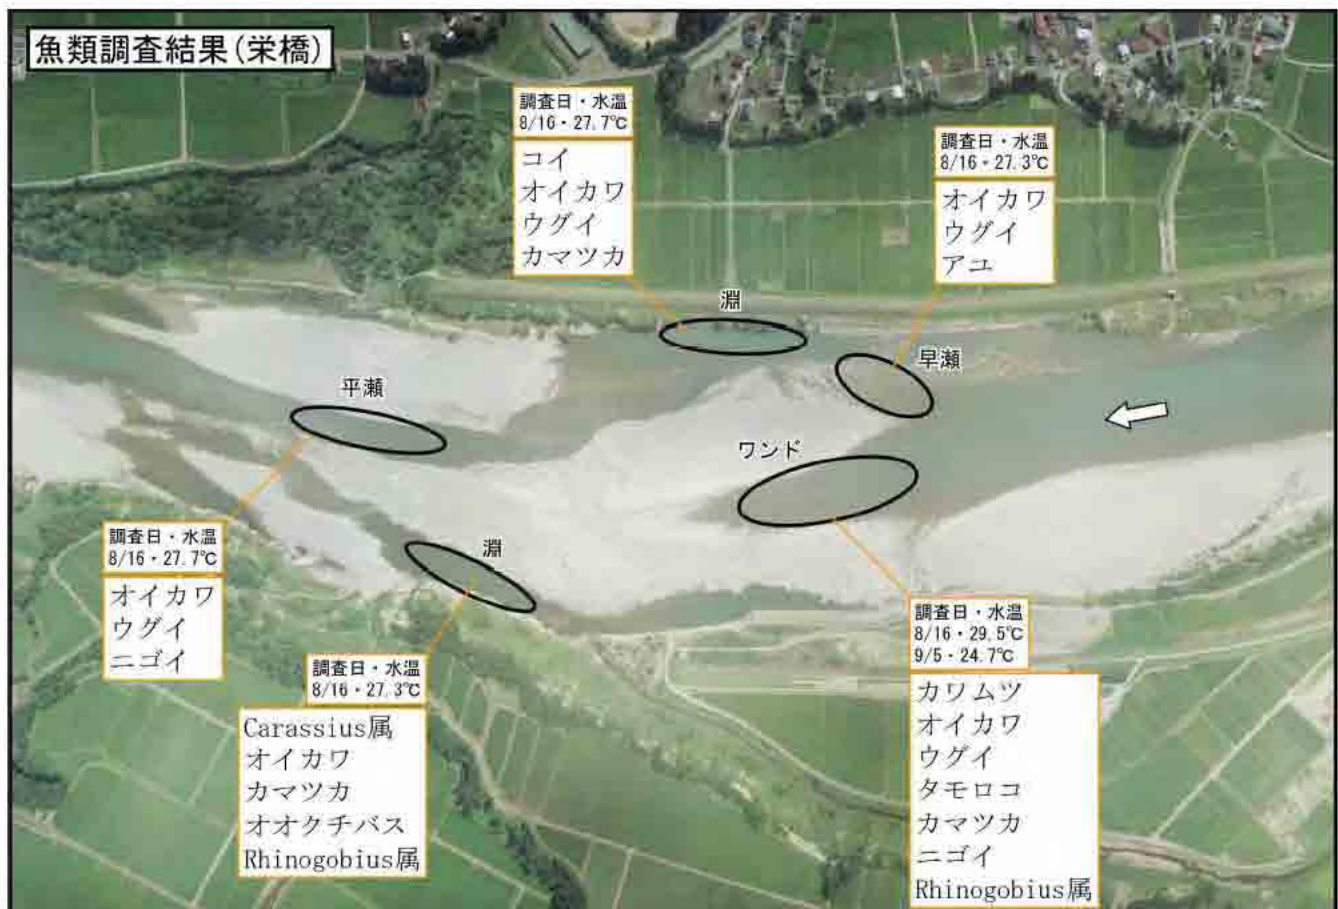 魚類調査結果(栄橋)
調査日・水温
8/16・27.7℃
コイ
オイカワ
ウグイ
カマツカ
調査日・水温
8/16・27.3℃
オイカワ
ウグイ
アユ
淵
早瀬
平瀬
ワンド
淵
調査日・水温
8/16・27.7℃
オイカワ
ウグイ
ニゴイ
調査日・水温
8/16・27.3℃
Carassius属
オイカワ
カマツカ
オオクチバス
Rhinogobius属
調査日・水温
8/16・29.5℃
9/5・24.7℃
カワムツ
オイカワ
ウグイ
タモロコ
カマツカ
ニゴイ
Rhinogobius属